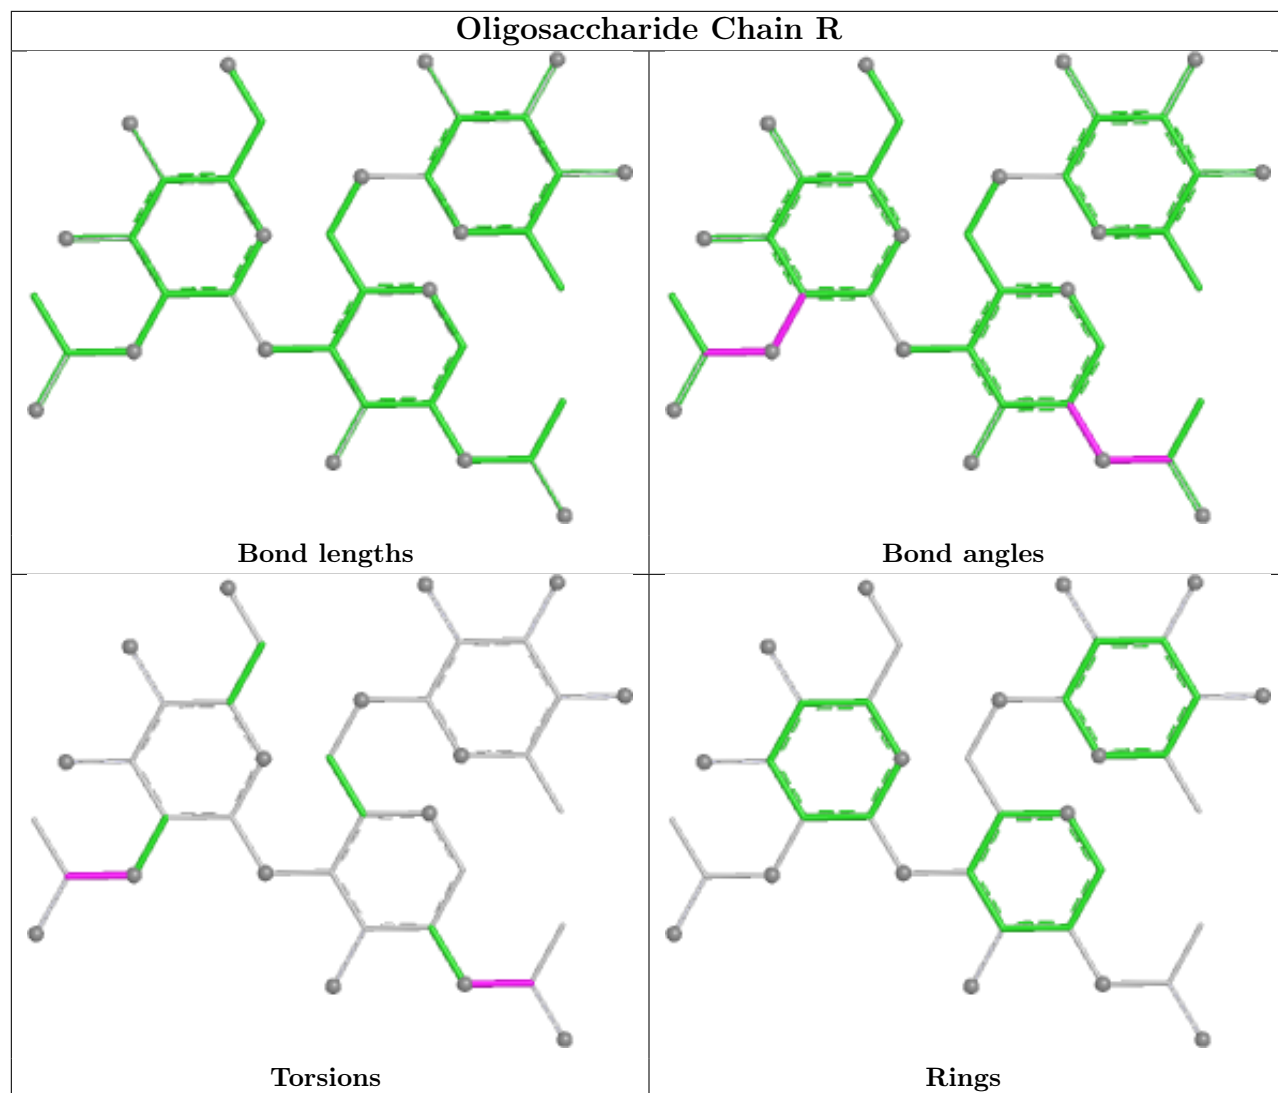 Oligosaccharide Chain R
Bond lengths
Bond angles
Torsions
Rings